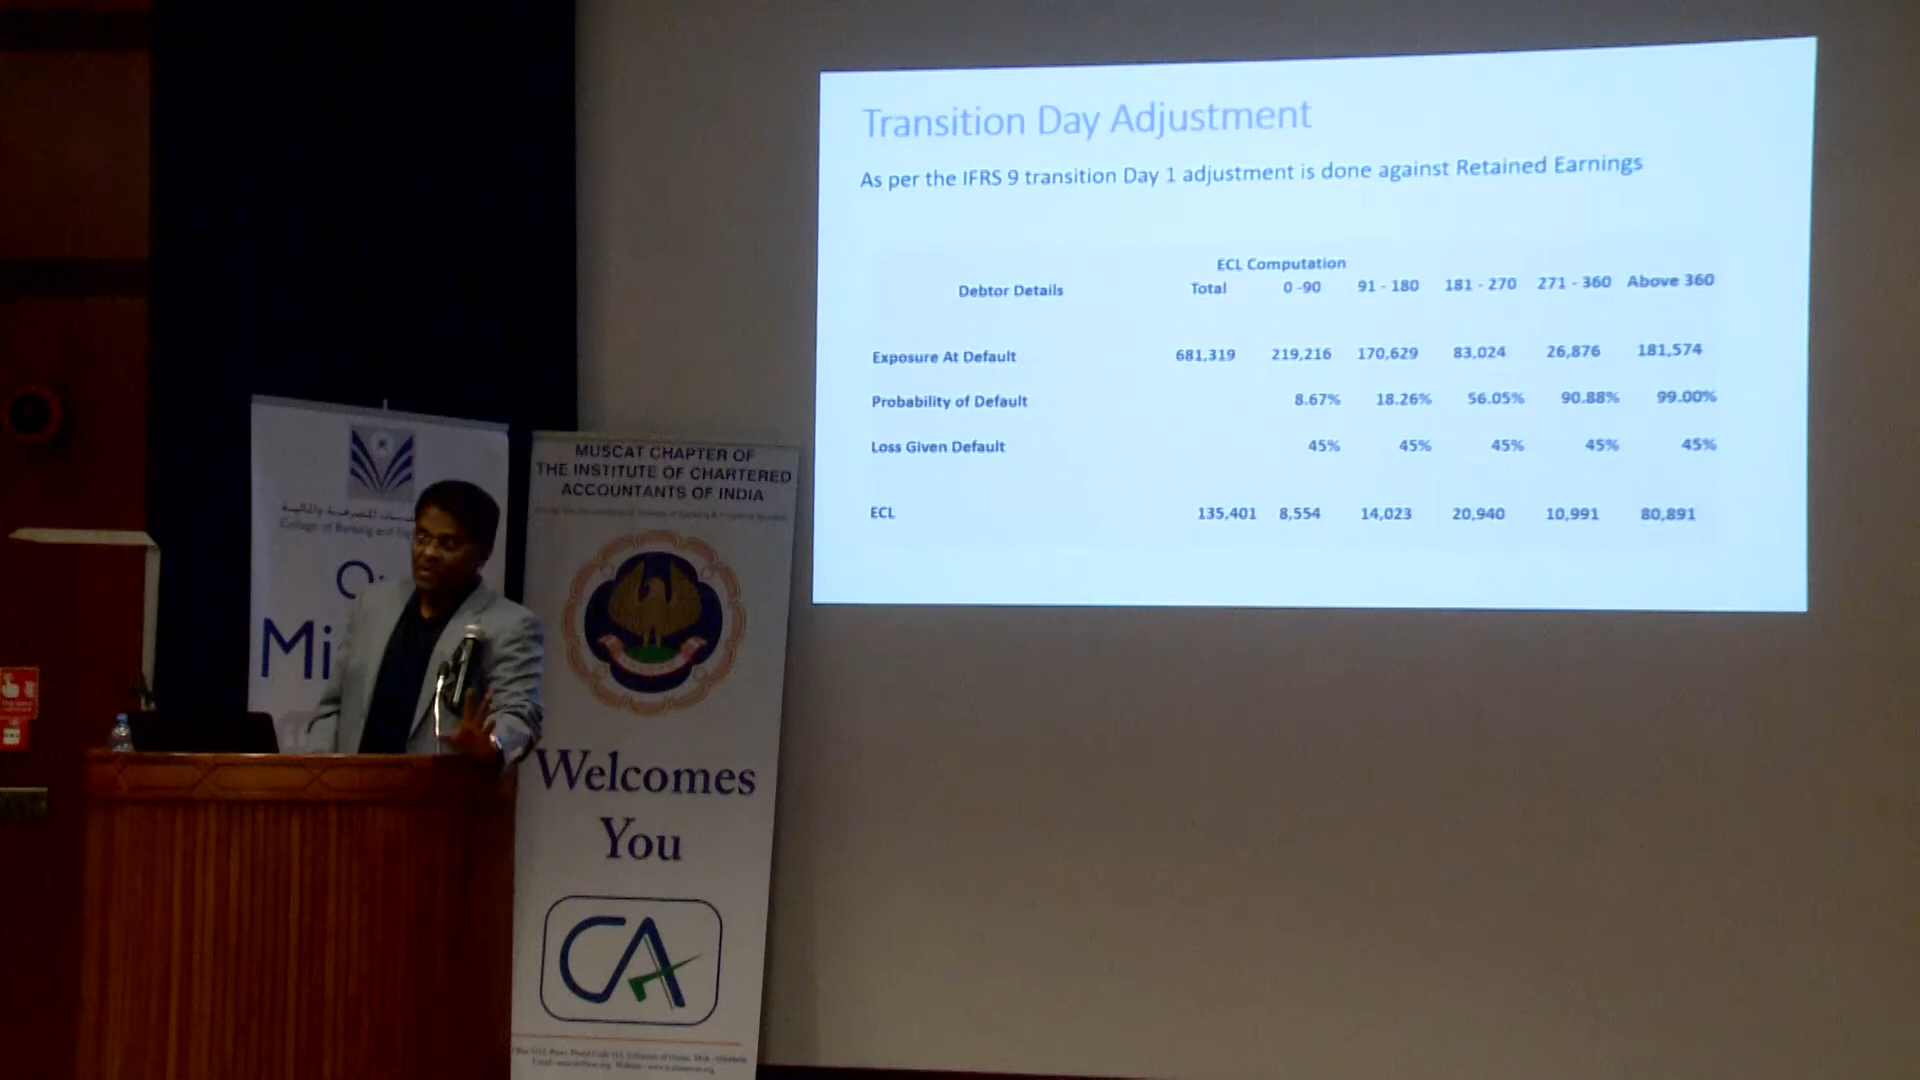 Transition Day Adjustment
As per the IFRS 9 transition Day 1 adjustment is done against Retained Earnings
ECL Computation
Debtor Details Total 0 -90 91 - 180 181 - 270 271 - 360 Above 360
Exposure At Default 681,319 219,216 170,629 83,024 26,876 181,574
Probability of Default 8.67% 18.26% 56.05% 90.88% 99.00%
Loss Given Default 45% 45% 45% 45% 45%
ECL 135,401 8,554 14,023 20,940 10,991 80,891
College of Banking and
Mi
MUSCAT CHAPTER OF
THE INSTITUTE OF CHARTERED
ACCOUNTANTS OF INDIA
Welcomes
You
CA